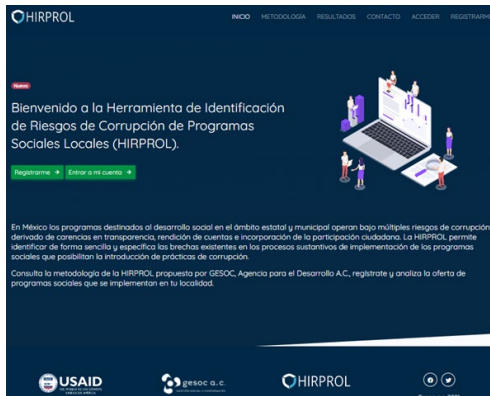 HIRPROL
INICIO METODOLOGÍA RESULTADOS CONTACTO ACCEDER REGISTRARME
Nuevo
Bienvenido a la Herramienta de Identificación
de Riesgos de Corrupción de Programas
Sociales Locales (HIRPROL).
Registrarme → Entrar a mi cuenta →
En México los programas destinados al desarrollo social en el ámbito estatal y municipal operan bajo múltiples riesgos de corrupción
derivado de carencias en transparencia, rendición de cuentas e incorporación de la participación ciudadana. La HIRPROL permite
identificar de forma sencilla y específica las brechas existentes en los procesos sustantivos de implementación de los programas
sociales que posibilitan la introducción de prácticas de corrupción.
Consulta la metodología de la HIRPROL propuesta por GESOC, Agencia para el Desarrollo A.C., regístrate y analiza la oferta de
programas sociales que se implementan en tu localidad.
USAID
gesoc a.c.
HIRPROL